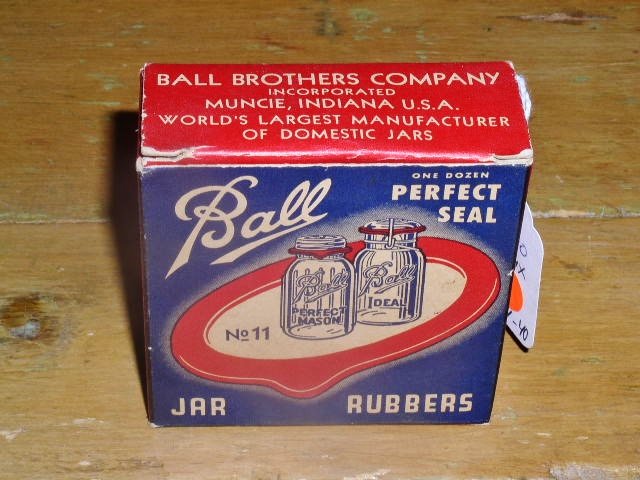 BALL BROTHERS COMPANY
INCORPORATED
MUNCIE, INDIANA U.S.A.
WORLD'S LARGEST MANUFACTURER
OF DOMESTIC JARS
ONE DOZEN
PERFECT
SEAL
Ball
Ball
PERFECT
MASON
Ball
IDEAL
No 11
JAR RUBBERS